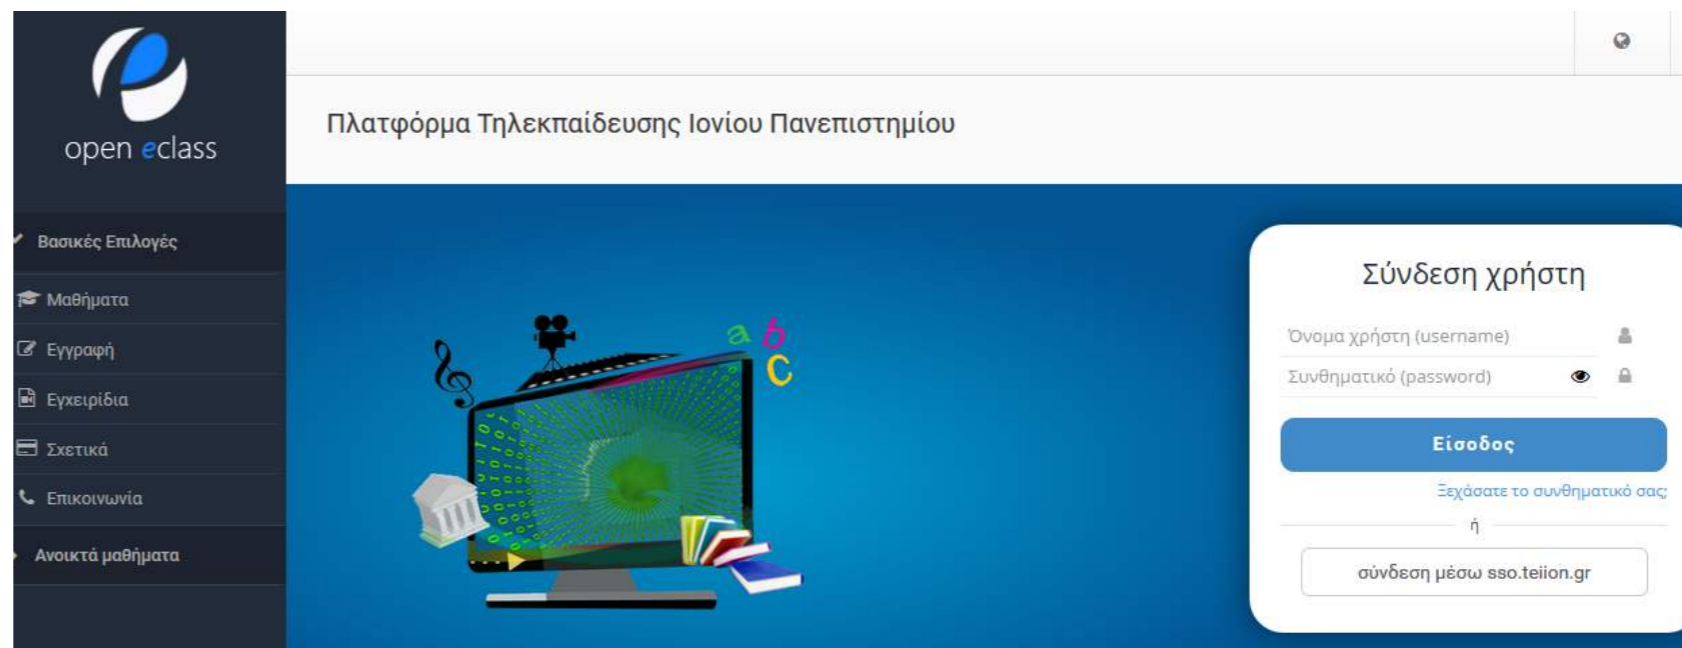 open eclass
Πλατφόρμα Τηλεκπαίδευσης Ιονίου Πανεπιστημίου
Βασικές Επιλογές
Μαθήματα
Εγγραφή
Εγχειρίδια
Σχετικά
Επικοινωνία
Ανοικτά μαθήματα
a b
c
Σύνδεση χρήστη
Όνομα χρήστη (username)
Συνθηματικό (password)
Είσοδος
Ξεχάσατε το συνθηματικό σας;
ή
σύνδεση μέσω sso.teiion.gr